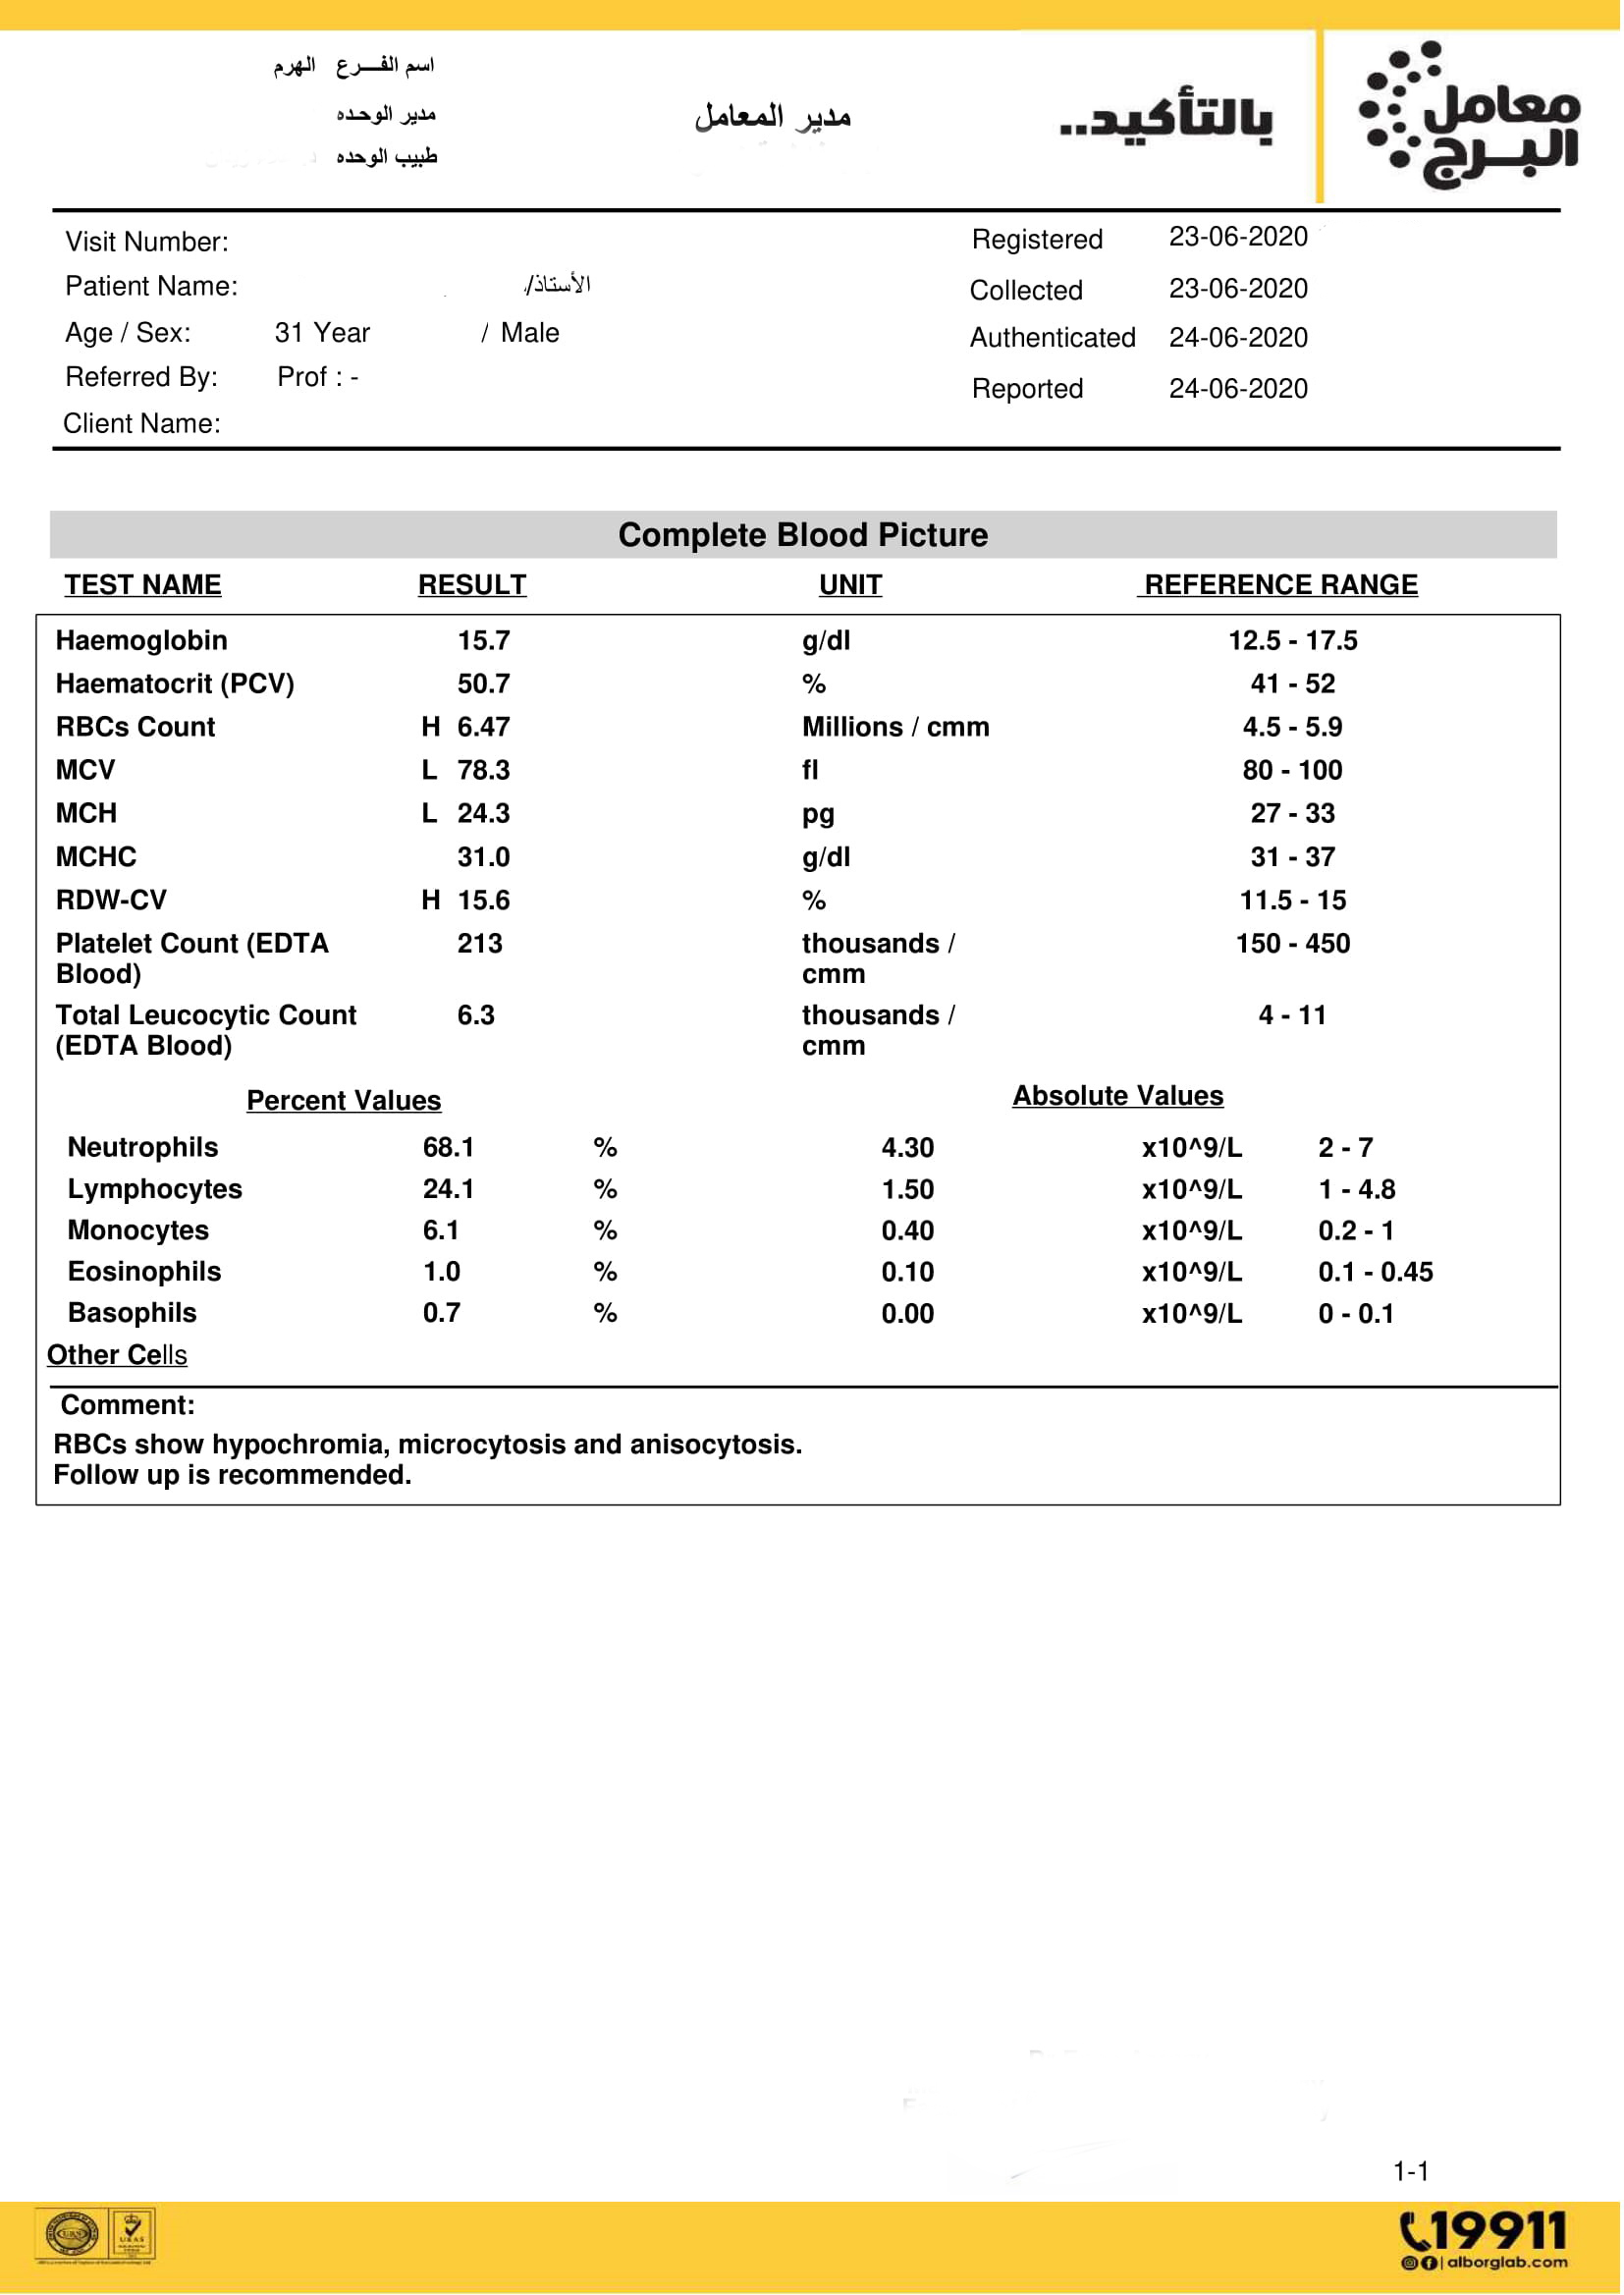 اسم الفـــرع الهرم
مدير الوحده
طبيب الوحده
مدير المعامل
بالتأكيد..
معامل
البرج
Visit Number:
Patient Name: الأستاذ/
Age / Sex: 31 Year / Male
Referred By: Prof : -
Client Name:
Registered 23-06-2020
Collected 23-06-2020
Authenticated 24-06-2020
Reported 24-06-2020
Complete Blood Picture
TEST NAME RESULT UNIT REFERENCE RANGE
Haemoglobin 15.7 g/dl 12.5 - 17.5
Haematocrit (PCV) 50.7 % 41 - 52
RBCs Count H 6.47 Millions / cmm 4.5 - 5.9
MCV L 78.3 fl 80 - 100
MCH L 24.3 pg 27 - 33
MCHC 31.0 g/dl 31 - 37
RDW-CV H 15.6 % 11.5 - 15
Platelet Count (EDTA 213 thousands / 150 - 450
Blood) cmm
Total Leucocytic Count 6.3 thousands / 4 - 11
(EDTA Blood) cmm
Percent Values Absolute Values
Neutrophils 68.1 % 4.30 x10^9/L 2 - 7
Lymphocytes 24.1 % 1.50 x10^9/L 1 - 4.8
Monocytes 6.1 % 0.40 x10^9/L 0.2 - 1
Eosinophils 1.0 % 0.10 x10^9/L 0.1 - 0.45
Basophils 0.7 % 0.00 x10^9/L 0 - 0.1
Other Cells
Comment:
RBCs show hypochromia, microcytosis and anisocytosis.
Follow up is recommended.
1-1
UKAS
19911
alborglab.com